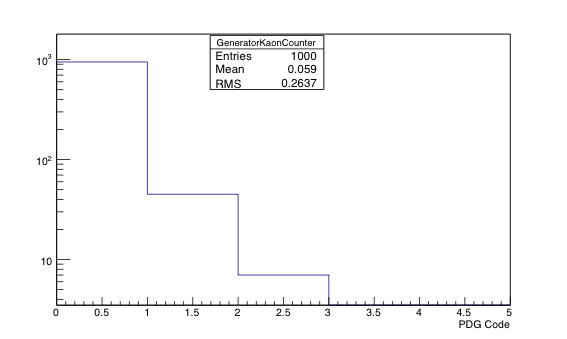 GeneratorKaonCounter
Entries 1000
Mean 0.059
RMS 0.2637
10³
10²
10
0 0.5 1 1.5 2 2.5 3 3.5 4 4.5 5
PDG Code